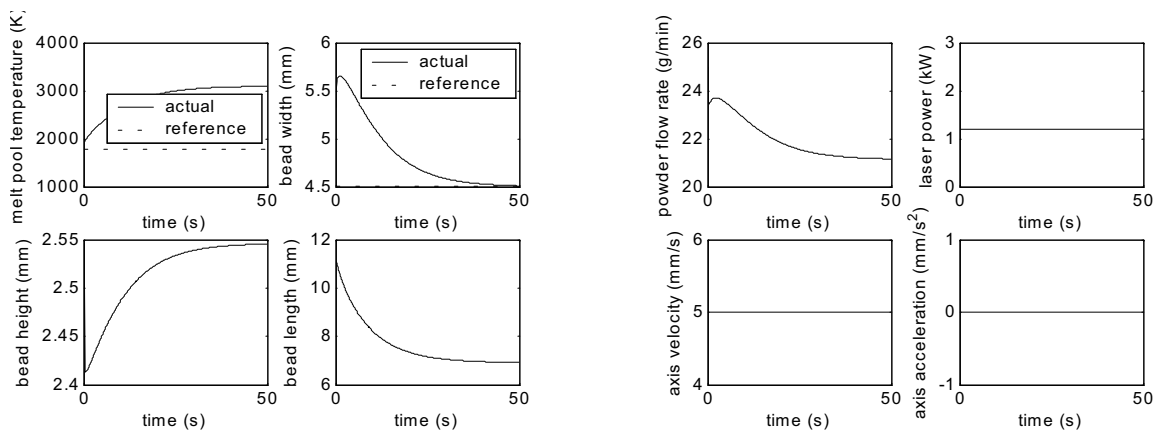 melt pool temperature (K)
4000
3000
2000
1000
actual
reference
0
50
time (s)
bead width (mm)
6
5.5
5
4.5
actual
reference
0
50
time (s)
powder flow rate (g/min)
26
24
22
20
0
50
time (s)
laser power (kW)
3
2
1
0
0
50
time (s)
bead height (mm)
2.55
2.5
2.45
2.4
0
50
time (s)
bead length (mm)
12
10
8
6
0
50
time (s)
axis velocity (mm/s)
6
5
4
0
50
time (s)
axis acceleration (mm/s²)
1
0
-1
0
50
time (s)